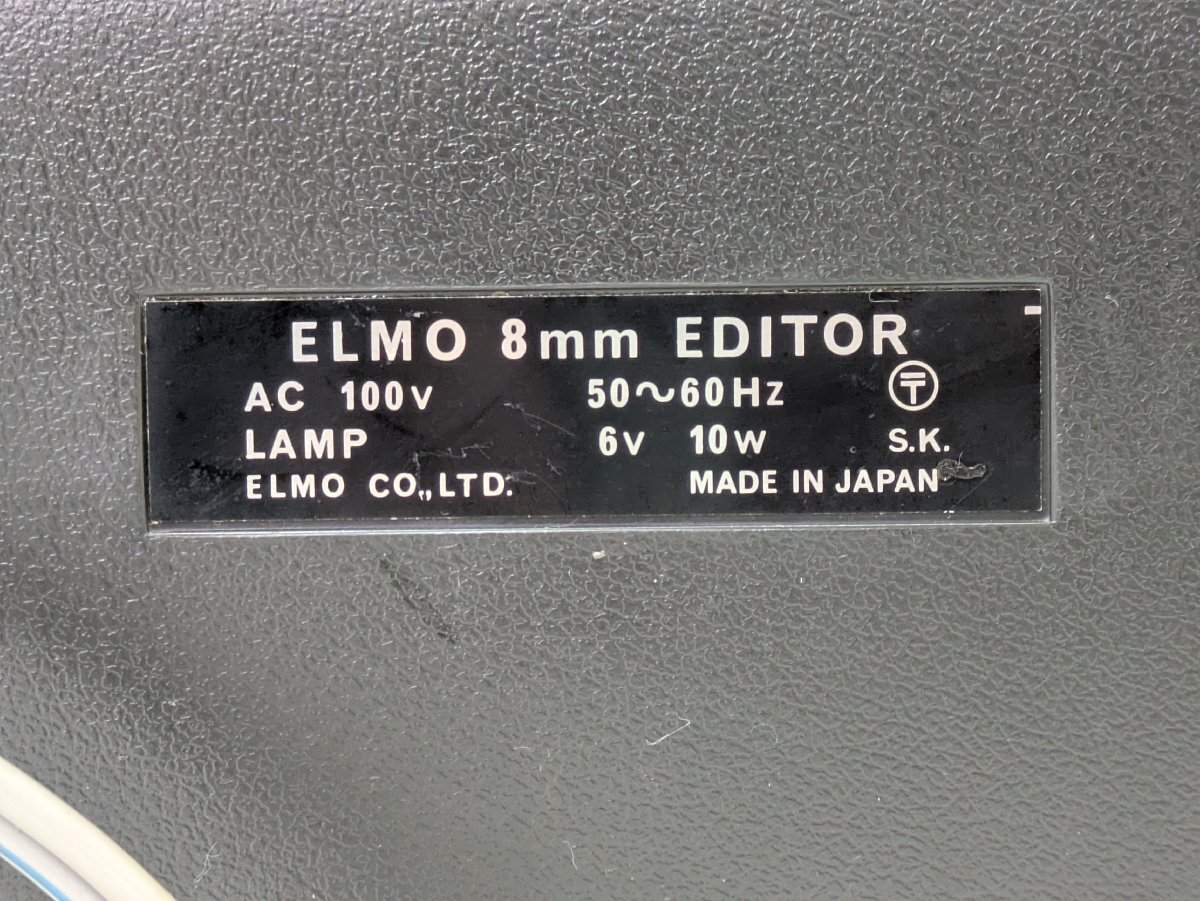 ELMO 8mm EDITOR
AC 100V 50～60Hz 〶
LAMP 6V 10W S.K.
ELMO CO.,LTD. MADE IN JAPAN